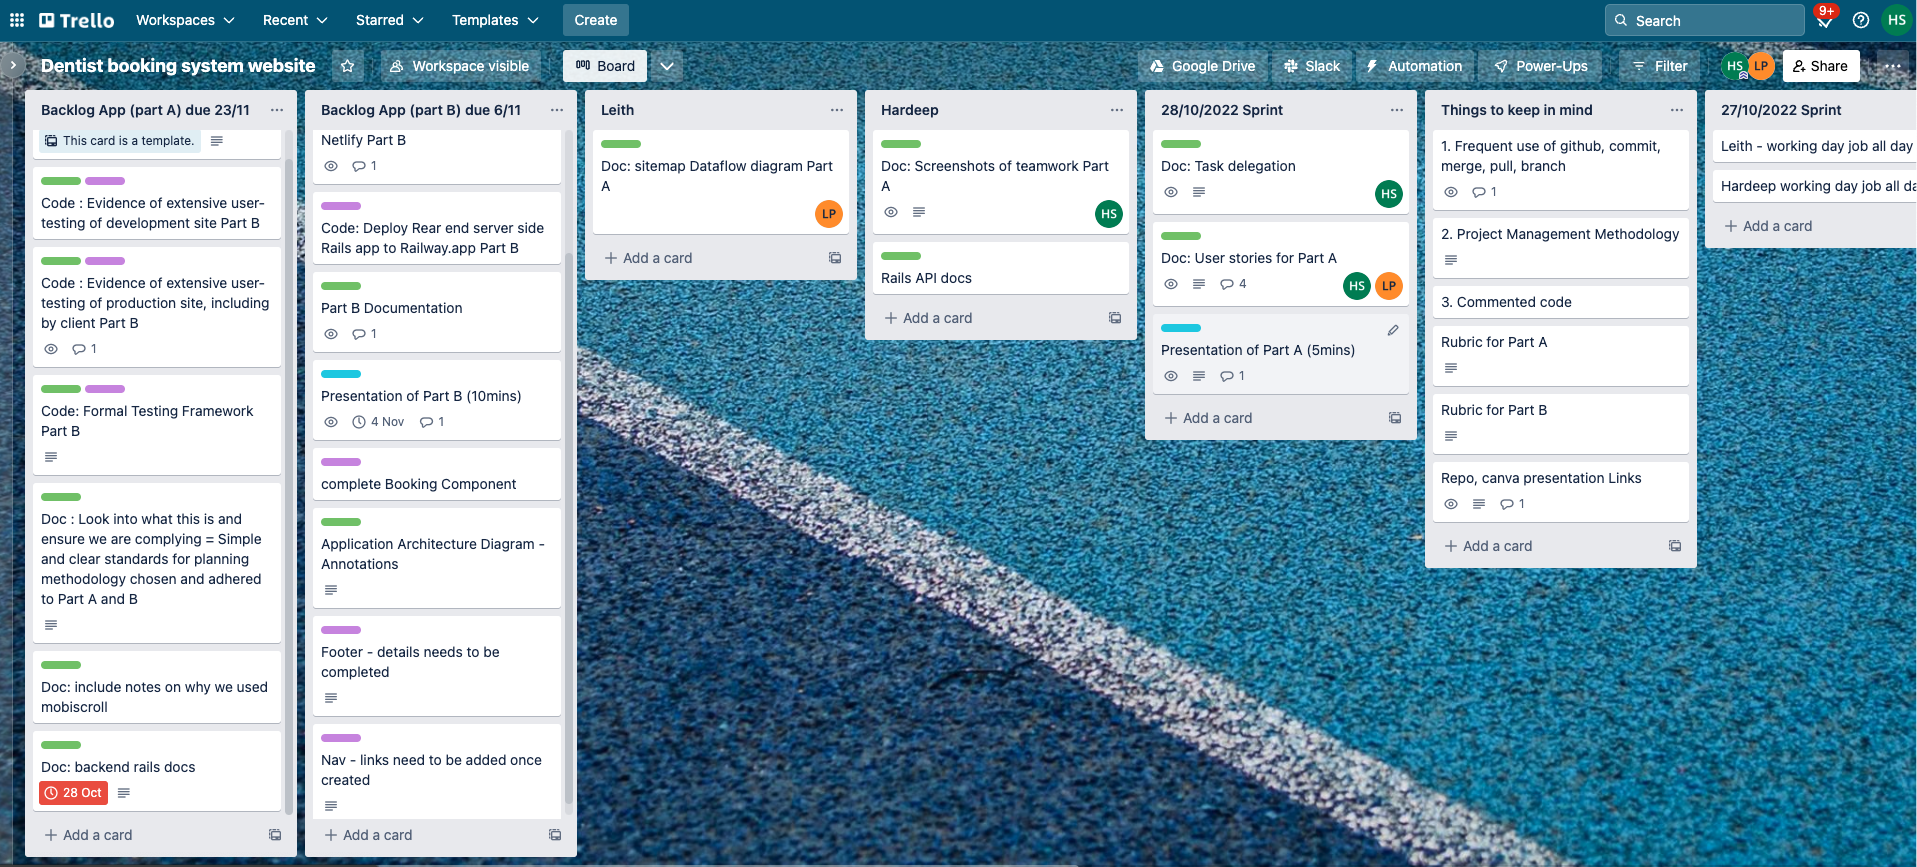 Trello
Workspaces
Recent
Starred
Templates
Create
Search
9+
HS
Dentist booking system website
Workspace visible
Board
Google Drive
Slack
Automation
Power-Ups
Filter
HS
LP
Share
Backlog App (part A) due 23/11
This card is a template.
Code : Evidence of extensive user-
testing of development site Part B
Code : Evidence of extensive user-
testing of production site, including
by client Part B
1
Code: Formal Testing Framework
Part B
Doc : Look into what this is and
ensure we are complying = Simple
and clear standards for planning
methodology chosen and adhered
to Part A and B
Doc: include notes on why we used
mobiscroll
Doc: backend rails docs
28 Oct
Add a card
Backlog App (part B) due 6/11
Netlify Part B
1
Code: Deploy Rear end server side
Rails app to Railway.app Part B
Part B Documentation
1
Presentation of Part B (10mins)
4 Nov
1
complete Booking Component
Application Architecture Diagram -
Annotations
Footer - details needs to be
completed
Nav - links need to be added once
created
Add a card
Leith
Doc: sitemap Dataflow diagram Part
A
LP
Add a card
Hardeep
Doc: Screenshots of teamwork Part
A
HS
Rails API docs
Add a card
28/10/2022 Sprint
Doc: Task delegation
HS
Doc: User stories for Part A
4
HS
LP
Presentation of Part A (5mins)
1
Add a card
Things to keep in mind
1. Frequent use of github, commit,
merge, pull, branch
1
2. Project Management Methodology
3. Commented code
Rubric for Part A
Rubric for Part B
Repo, canva presentation Links
1
Add a card
27/10/2022 Sprint
Leith - working day job all day
Hardeep working day job all da
Add a card